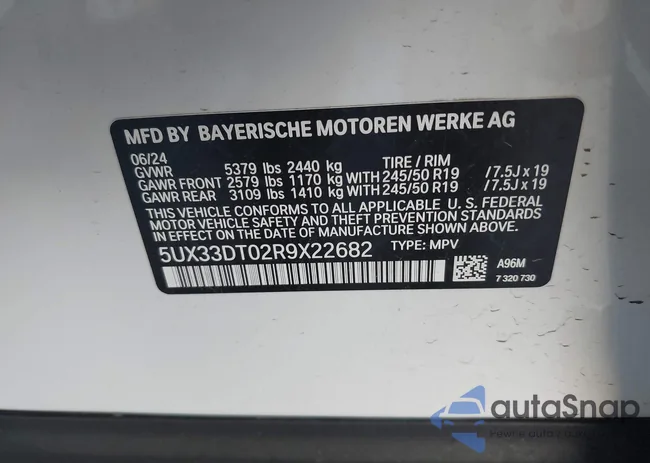 MFD BY BAYERISCHE MOTOREN WERKE AG
06/24
GVWR 5379 lbs 2440 kg TIRE / RIM
GAWR FRONT 2579 lbs 1170 kg WITH 245/50 R19 /7.5J x 19
GAWR REAR 3109 lbs 1410 kg WITH 245/50 R19 /7.5J x 19
THIS VEHICLE CONFORMS TO ALL APPLICABLE U. S. FEDERAL
MOTOR VEHICLE SAFETY AND THEFT PREVENTION STANDARDS
IN EFFECT ON THE DATE OF MANUFACTURE SHOWN ABOVE.
5UX33DT02R9X22682 TYPE: MPV
A96M
7 320 730
autoSnap